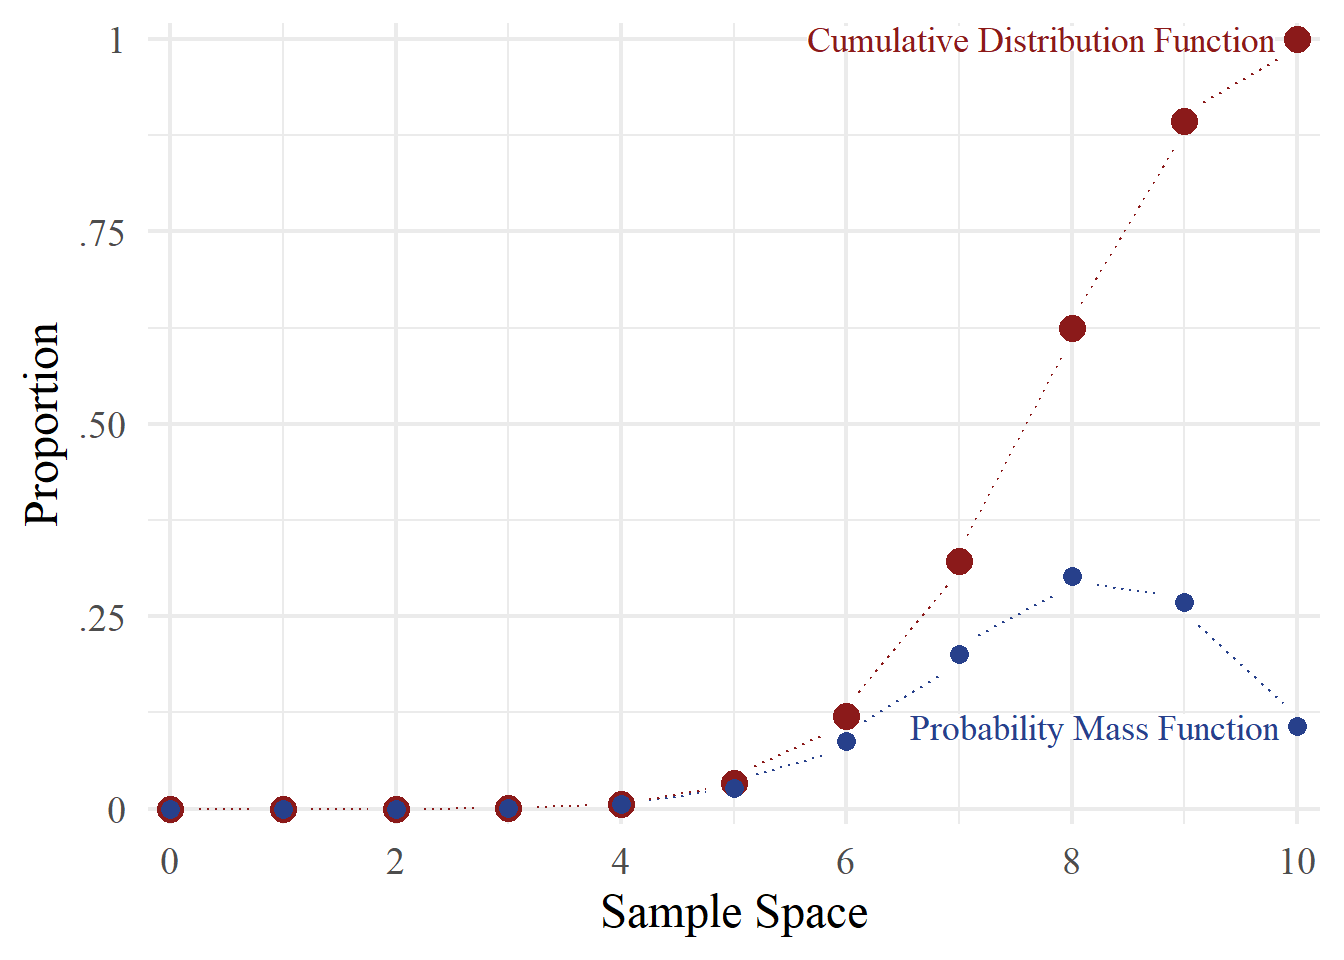 1
Cumulative Distribution Function
.75
.50
.25
0
Probability Mass Function
Proportion
0 2 4 6 8 10
Sample Space